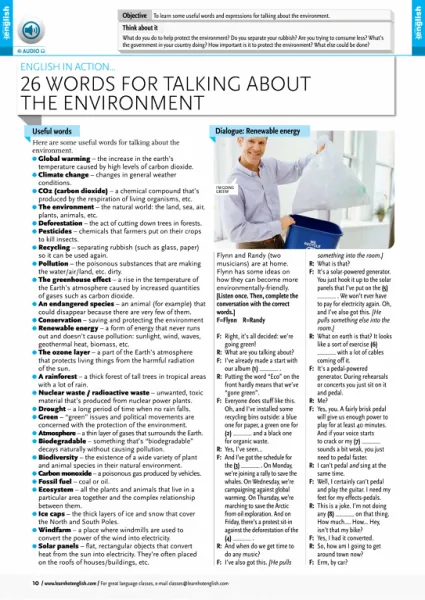 english
AUDIO
Objective To learn some useful words and expressions for talking about the environment.
Think about it
What do you do to help protect the environment? Do you separate your rubbish? Are you trying to consume less? What's
the government in your country doing? How important is it to protect the environment? What else could be done?
english
ENGLISH IN ACTION...
26 WORDS FOR TALKING ABOUT
THE ENVIRONMENT
Useful words
Here are some useful words for talking about the
environment.
Global warming – the increase in the earth's
temperature caused by high levels of carbon dioxide.
Climate change – changes in general weather
conditions.
CO2 (carbon dioxide) – a chemical compound that's
produced by the respiration of living organisms, etc.
The environment – the natural world: the land, sea, air,
plants, animals, etc.
Deforestation – the act of cutting down trees in forests.
Pesticides – chemicals that farmers put on their crops
to kill insects.
Recycling – separating rubbish (such as glass, paper)
so it can be used again.
Pollution – the poisonous substances that are making
the water/air/land, etc. dirty.
The greenhouse effect – a rise in the temperature of
the Earth's atmosphere caused by increased quantities
of gases such as carbon dioxide.
An endangered species – an animal (for example) that
could disappear because there are very few of them.
Conservation – saving and protecting the environment
Renewable energy – a form of energy that never runs
out and doesn't cause pollution: sunlight, wind, waves,
geothermal heat, biomass, etc.
The ozone layer – a part of the Earth's atmosphere
that protects living things from the harmful radiation
of the sun.
A rainforest – a thick forest of tall trees in tropical areas
with a lot of rain.
Nuclear waste / radioactive waste – unwanted, toxic
material that's produced from nuclear power plants.
Drought – a long period of time when no rain falls.
Green – "green" issues and political movements are
concerned with the protection of the environment.
Atmosphere – a thin layer of gases that surrounds the Earth.
Biodegradable – something that's "biodegradable"
decays naturally without causing pollution.
Biodiversity – the existence of a wide variety of plant
and animal species in their natural environment.
Carbon monoxide – a poisonous gas produced by vehicles.
Fossil fuel – coal or oil.
Ecosystem – all the plants and animals that live in a
particular area together and the complex relationship
between them.
Ice caps – the thick layers of ice and snow that cover
the North and South Poles.
Windfarm – a place where windmills are used to
convert the power of the wind into electricity.
Solar panels – flat, rectangular objects that convert
heat from the sun into electricity. They're often placed
on the roofs of houses/buildings, etc.
Dialogue: Renewable energy
I'M GOING
GREEN!
Flynn and Randy (two
musicians) are at home.
Flynn has some ideas on
how they can become more
environmentally-friendly.
[Listen once. Then, complete the
conversation with the correct
words.]
F=Flynn R=Randy
F: Right, it's all decided: we're
going green!
R: What are you talking about?
F: I've already made a start with
our album (1) ________ .
R: Putting the word "Eco" on the
front hardly means that we've
"gone green".
F: Everyone does stuff like this.
Oh, and I've installed some
recycling bins outside: a blue
one for paper, a green one for
(2) ________ and a black one
for organic waste.
R: Yes, I've seen...
F: And I've got the schedule for
the (3) ________ . On Monday,
we're joining a rally to save the
whales. On Wednesday, we're
campaigning against global
warming. On Thursday, we're
marching to save the Arctic
from oil exploration. And on
Friday, there's a protest sit-in
against the deforestation of the
(4) ________ .
R: And when do we get time to
do any music?
F: I've also got this. [He pulls
something into the
room.]
R: What is that?
F: It's a solar-powered generator.
You just hook it up to the solar
panels that I've put on the (5)
________ . We won't ever have
to pay for electricity again. Oh,
and I've also got this. [He
pulls something else into the
room.]
R: What on earth is that? It looks
like a sort of exercise (6)
________ with a lot of cables
coming off it.
F: It's a pedal-powered
generator. During rehearsals
or concerts you just sit on it
and pedal.
R: Me?
F: Yes, you. A fairly brisk pedal
will give us enough power to
play for at least 40 minutes.
And if your voice starts
to crack or my (7) ________
sounds a bit weak, you just
need to pedal faster.
R: I can't pedal and sing at the
same time.
F: Well, I certainly can't pedal
and play the guitar. I need my
feet for my effects-pedals.
R: This is a joke. I'm not doing
any (8) ________ on that thing.
How much.... How... Hey,
isn't that my bike?
F: Yes, I had it converted.
R: So, how am I going to get
around town now?
F: Erm, by car?
10 / www.learnhotenglish.com / For great language classes, e-mail classes@learnhotenglish.com